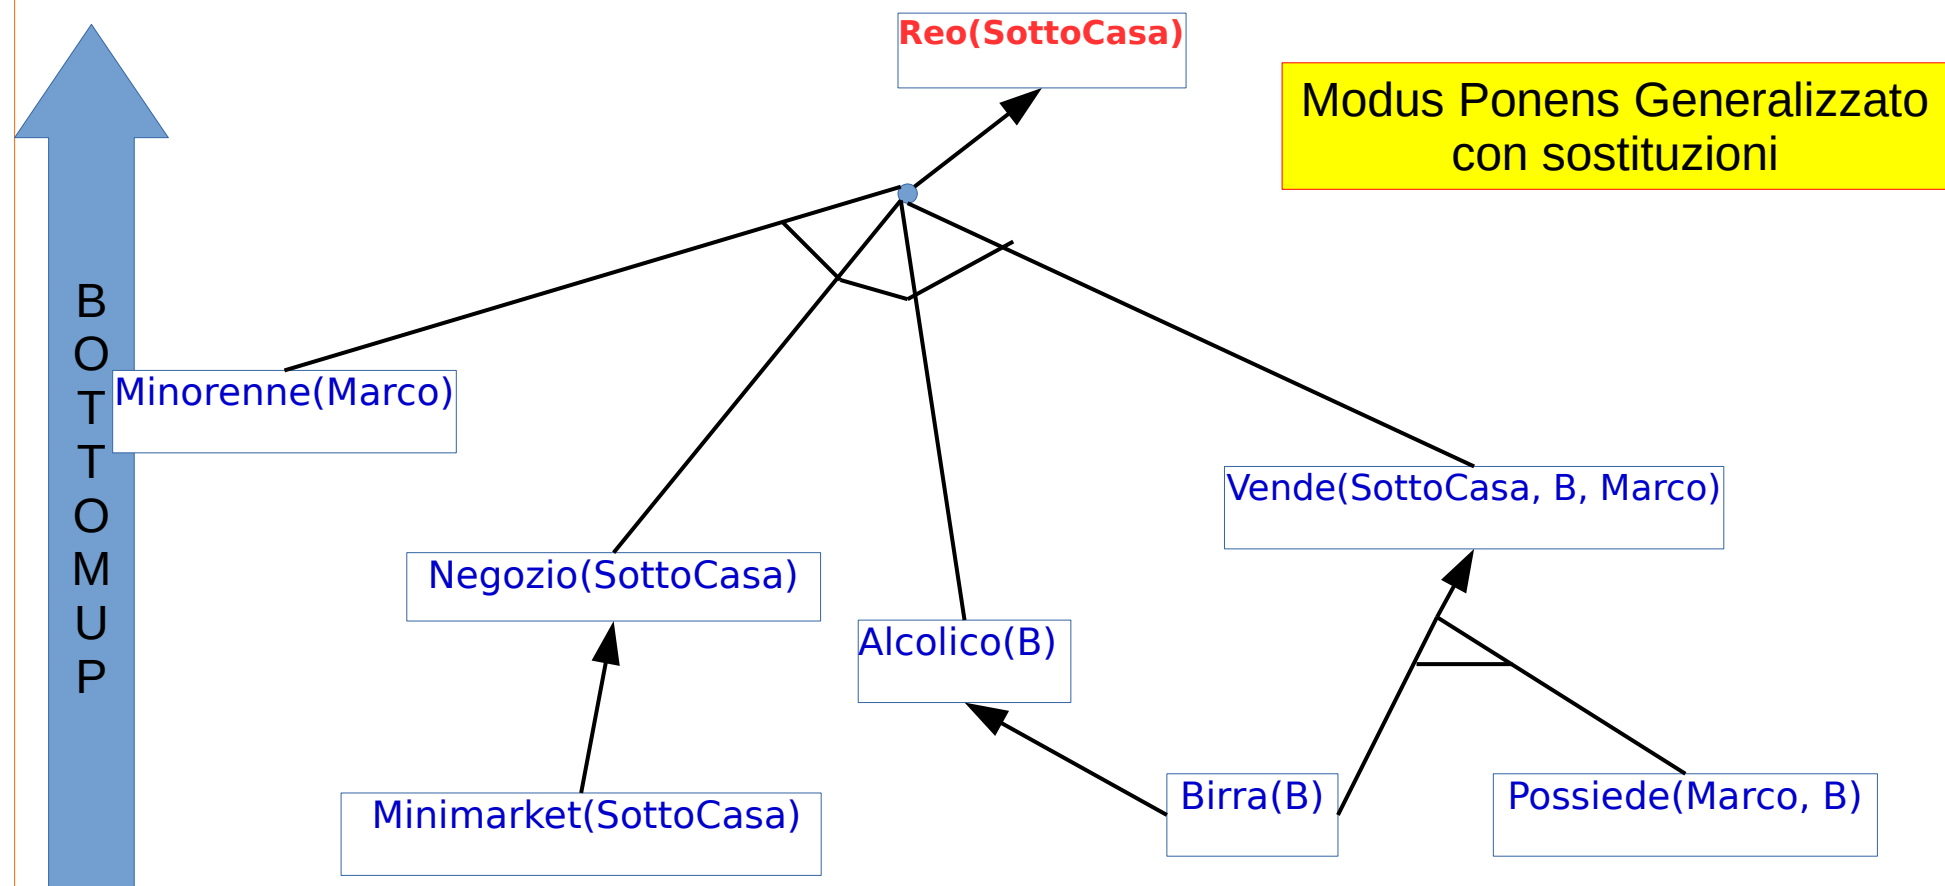 Reo(SottoCasa)
Modus Ponens Generalizzato
con sostituzioni
B
O
T
T
O
M
U
P
Minorenne(Marco)
Vende(SottoCasa, B, Marco)
Negozio(SottoCasa)
Alcolico(B)
Birra(B)
Possiede(Marco, B)
Minimarket(SottoCasa)